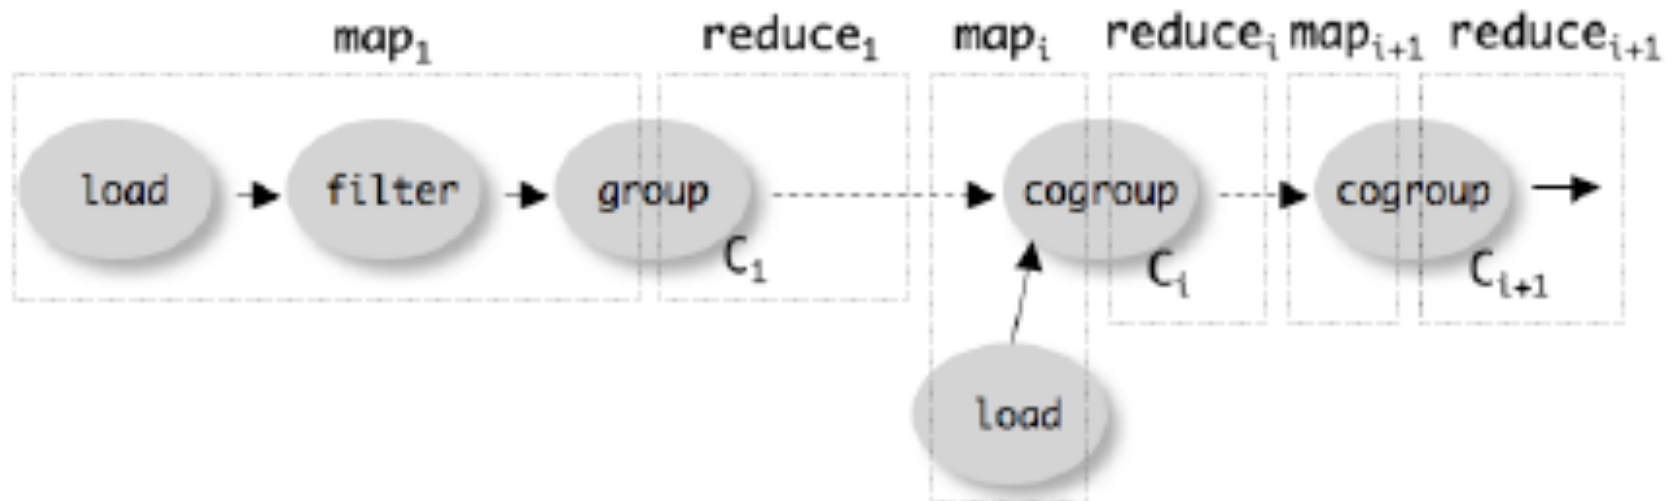 map₁ reduce₁ mapᵢ reduceᵢ mapᵢ₊₁ reduceᵢ₊₁
load filter group cogroup cogroup
C₁ Cᵢ Cᵢ₊₁
load